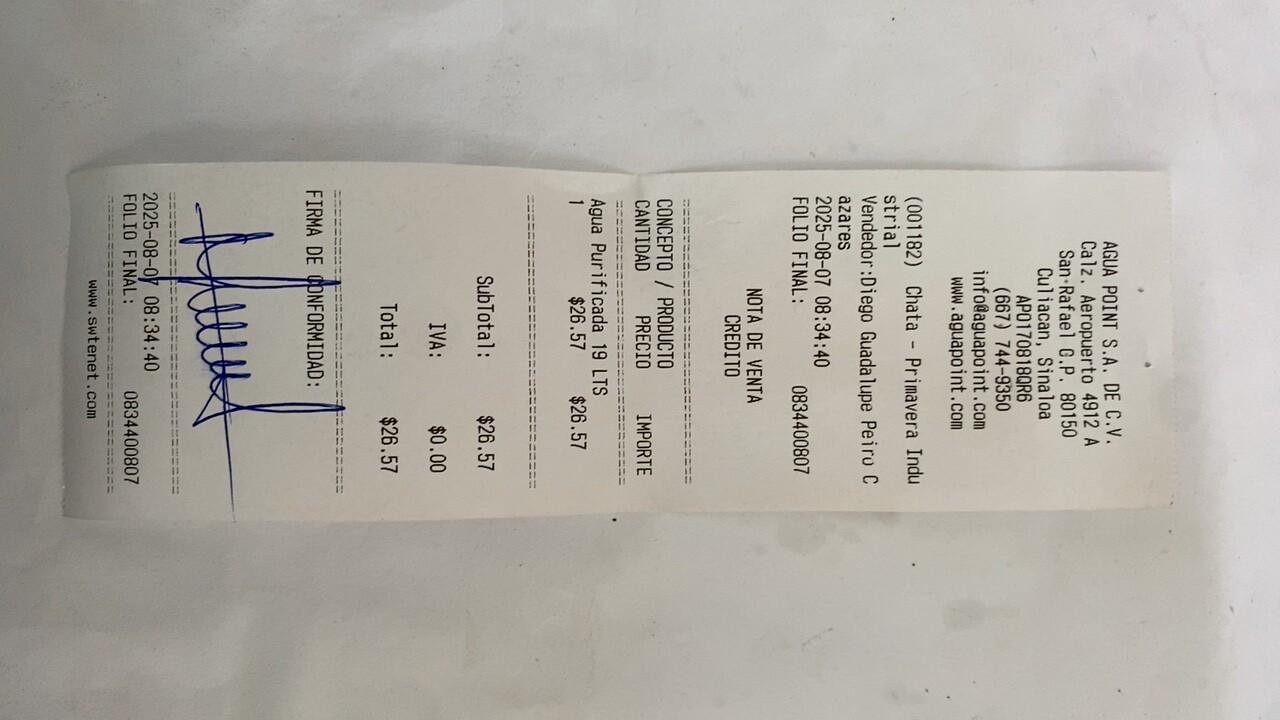 AGUA POINT S.A. DE C.V.
Calz. Aeropuerto 4912 A
San Rafael C.P. 80150
Culiacan, Sinaloa
APO170818QR6
(667) 744-9350
info@aguapoint.com
www.aguapoint.com
(001182) Chata - Primavera Indu
strial
Vendedor:Diego Guadalupe Peiro C
azares
2025-08-07 08:34:40
FOLIO FINAL: 0834400807
NOTA DE VENTA
CREDITO
CONCEPTO / PRODUCTO
CANTIDAD PRECIO IMPORTE
Agua Purificada 19 LTS
1 $26.57 $26.57
SubTotal: $26.57
IVA: $0.00
Total: $26.57
FIRMA DE CONFORMIDAD:
2025-08-07 08:34:40
FOLIO FINAL: 0834400807
www.swtenet.com